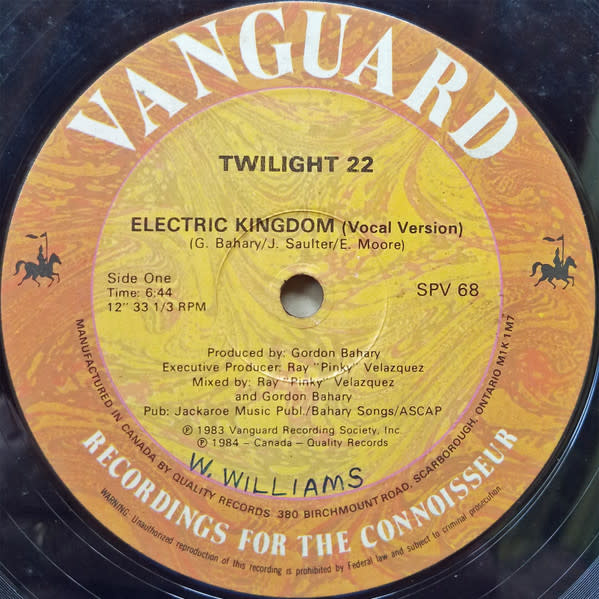 VANGUARD
TWILIGHT 22
ELECTRIC KINGDOM (Vocal Version)
(G. Bahary/J. Saulter/E. Moore)
Side One
Time: 6:44
12" 33 1/3 RPM
SPV 68
Produced by: Gordon Bahary
Executive Producer: Ray "Pinky" Velazquez
Mixed by: Ray "Pinky" Velazquez
and Gordon Bahary
Pub: Jackaroe Music Publ./Bahary Songs/ASCAP
℗ 1983 Vanguard Recording Society, Inc.
℗ 1984 - Canada - Quality Records
W. WILLIAMS
MANUFACTURED IN CANADA BY QUALITY RECORDS 380 BIRCHMOUNT ROAD, SCARBOROUGH, ONTARIO M1K 1M7
RECORDINGS FOR THE CONNOISSEUR
WARNING: Unauthorized reproduction of this recording is prohibited by Federal law and subject to criminal prosecution.